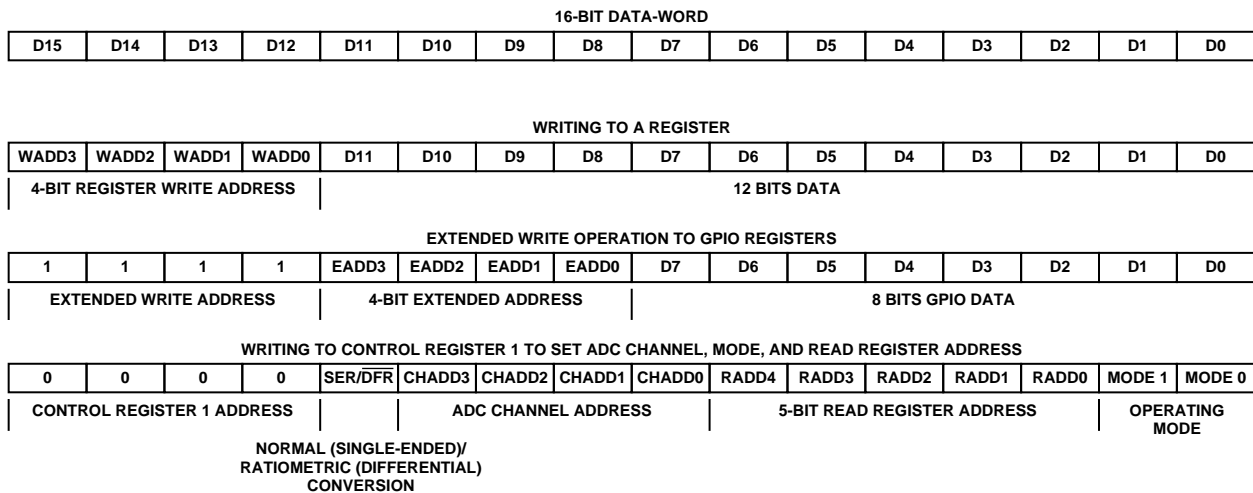 16-BIT DATA-WORD
D15 D14 D13 D12 D11 D10 D9 D8 D7 D6 D5 D4 D3 D2 D1 D0
WRITING TO A REGISTER
WADD3 WADD2 WADD1 WADD0 D11 D10 D9 D8 D7 D6 D5 D4 D3 D2 D1 D0
4-BIT REGISTER WRITE ADDRESS 12 BITS DATA
EXTENDED WRITE OPERATION TO GPIO REGISTERS
1 1 1 1 EADD3 EADD2 EADD1 EADD0 D7 D6 D5 D4 D3 D2 D1 D0
EXTENDED WRITE ADDRESS 4-BIT EXTENDED ADDRESS 8 BITS GPIO DATA
WRITING TO CONTROL REGISTER 1 TO SET ADC CHANNEL, MODE, AND READ REGISTER ADDRESS
0 0 0 0 SER/D̅F̅R̅ CHADD3 CHADD2 CHADD1 CHADD0 RADD4 RADD3 RADD2 RADD1 RADD0 MODE 1 MODE 0
CONTROL REGISTER 1 ADDRESS ADC CHANNEL ADDRESS 5-BIT READ REGISTER ADDRESS OPERATING
MODE
NORMAL (SINGLE-ENDED)/
RATIOMETRIC (DIFFERENTIAL)
CONVERSION